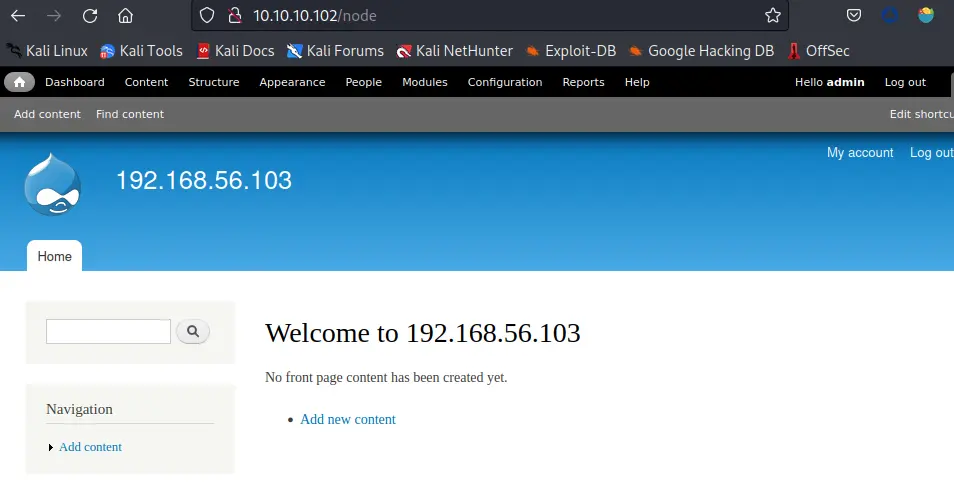 10.10.10.102/node
Kali Linux Kali Tools Kali Docs Kali Forums Kali NetHunter Exploit-DB Google Hacking DB OffSec
Dashboard Content Structure Appearance People Modules Configuration Reports Help Hello admin Log out
Add content Find content Edit shortcu
My account Log out
192.168.56.103
Home
Welcome to 192.168.56.103
No front page content has been created yet.
Add new content
Navigation
Add content